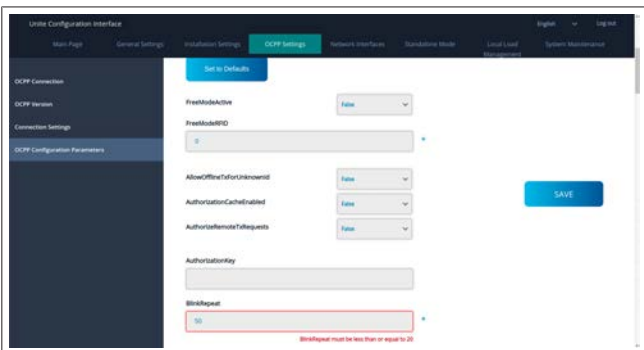 Unite Configuration Interface
English
Log out
Main Page
General Settings
Installation Settings
OCPP Settings
Network Interfaces
Standalone Mode
Local Load Management
System Maintenance
Set to Defaults
OCPP Connection
OCPP Version
Connection Settings
OCPP Configuration Parameters
FreeModeActive
False
FreeModeRFID
0
*
AllowOfflineTxForUnknownId
False
AuthorizationCacheEnabled
False
AuthorizeRemoteTxRequests
False
SAVE
AuthorizationKey
BlinkRepeat
50
*
BlinkRepeat must be less than or equal to 20